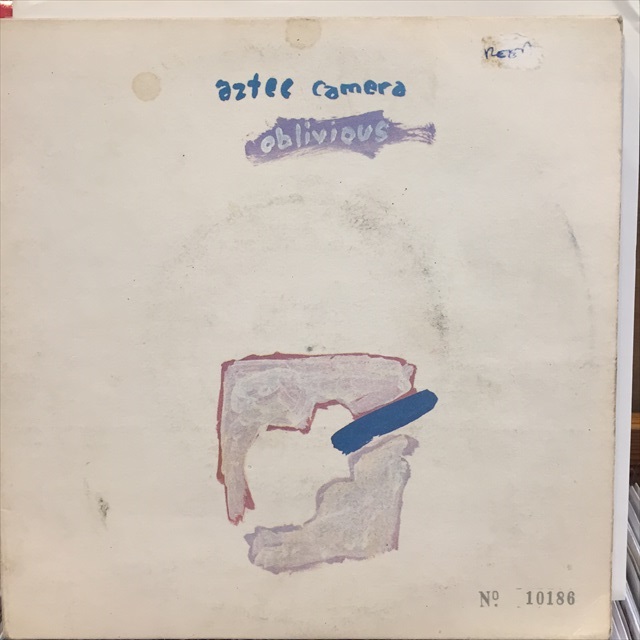 aztec camera
oblivious
Nº 10186